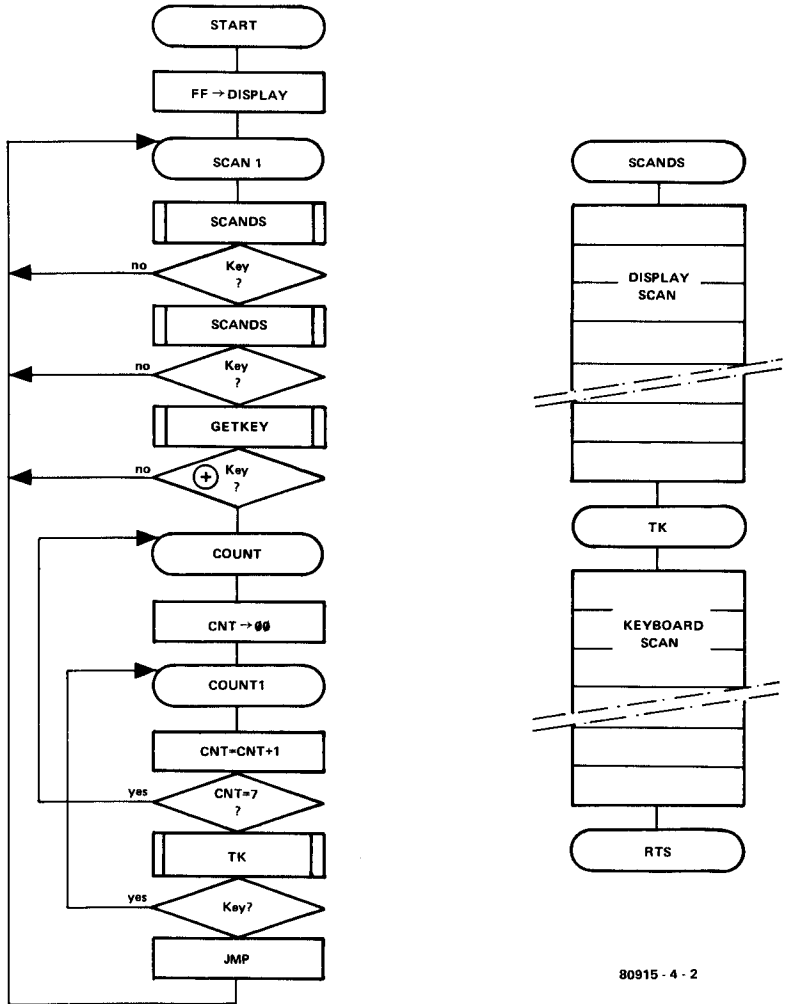 START
FF → DISPLAY
SCAN 1
SCANDS
no
Key
?
SCANDS
no
Key
?
GETKEY
no
+ Key
?
COUNT
CNT → ØØ
COUNT1
CNT=CNT+1
yes
CNT=7
?
TK
yes
Key?
JMP
SCANDS
DISPLAY
SCAN
TK
KEYBOARD
SCAN
RTS
80915 - 4 - 2